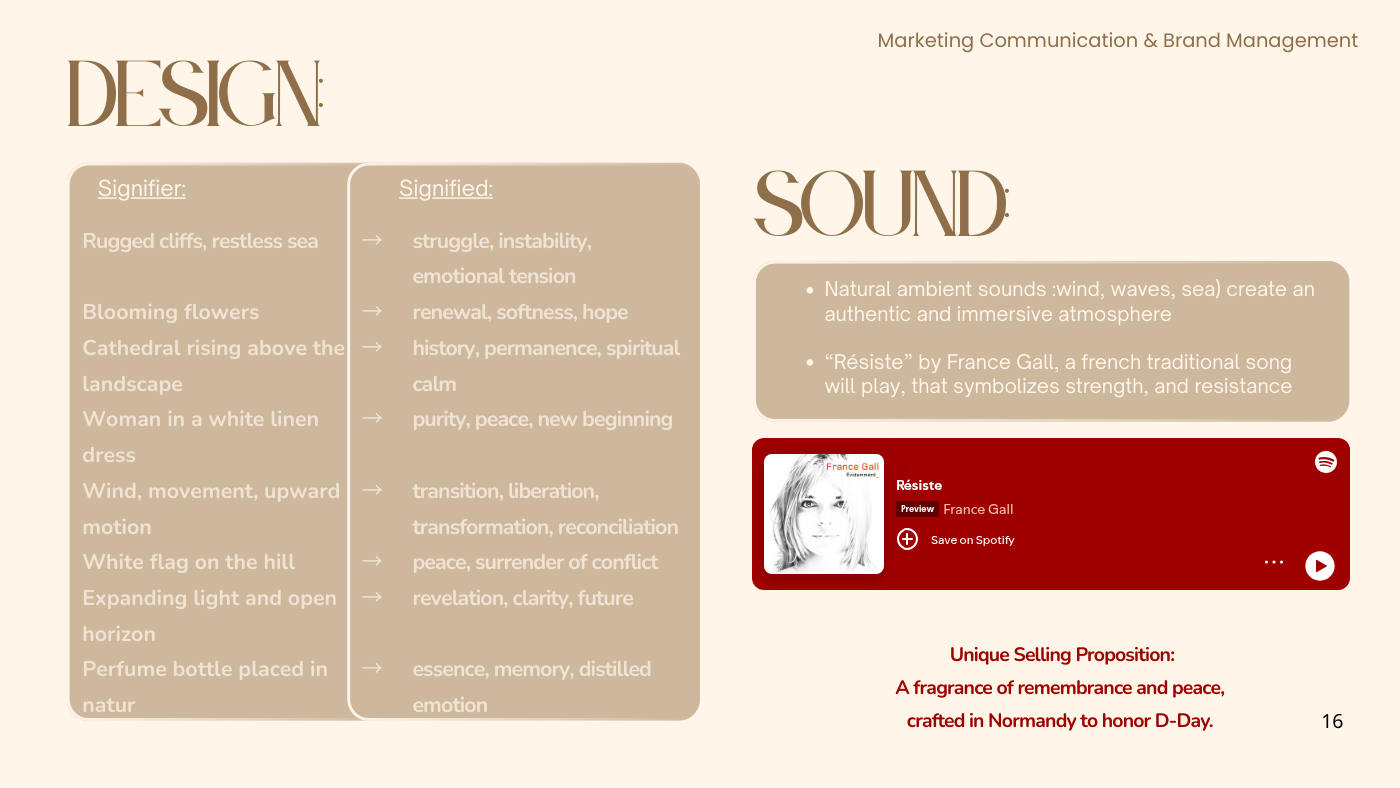 Marketing Communication & Brand Management
DESIGN:
Signifier:
Signified:
Rugged cliffs, restless sea → struggle, instability,
emotional tension
Blooming flowers → renewal, softness, hope
Cathedral rising above the → history, permanence, spiritual
landscape calm
Woman in a white linen → purity, peace, new beginning
dress
Wind, movement, upward → transition, liberation,
motion transformation, reconciliation
White flag on the hill → peace, surrender of conflict
Expanding light and open → revelation, clarity, future
horizon
Perfume bottle placed in → essence, memory, distilled
natur emotion
SOUND:
• Natural ambient sounds :wind, waves, sea) create an
authentic and immersive atmosphere
• “Résiste” by France Gall, a french traditional song
will play, that symbolizes strength, and resistance
France Gall
Evidemment_
Résiste
Preview France Gall
Save on Spotify
...
Unique Selling Proposition:
A fragrance of remembrance and peace,
crafted in Normandy to honor D-Day.
16